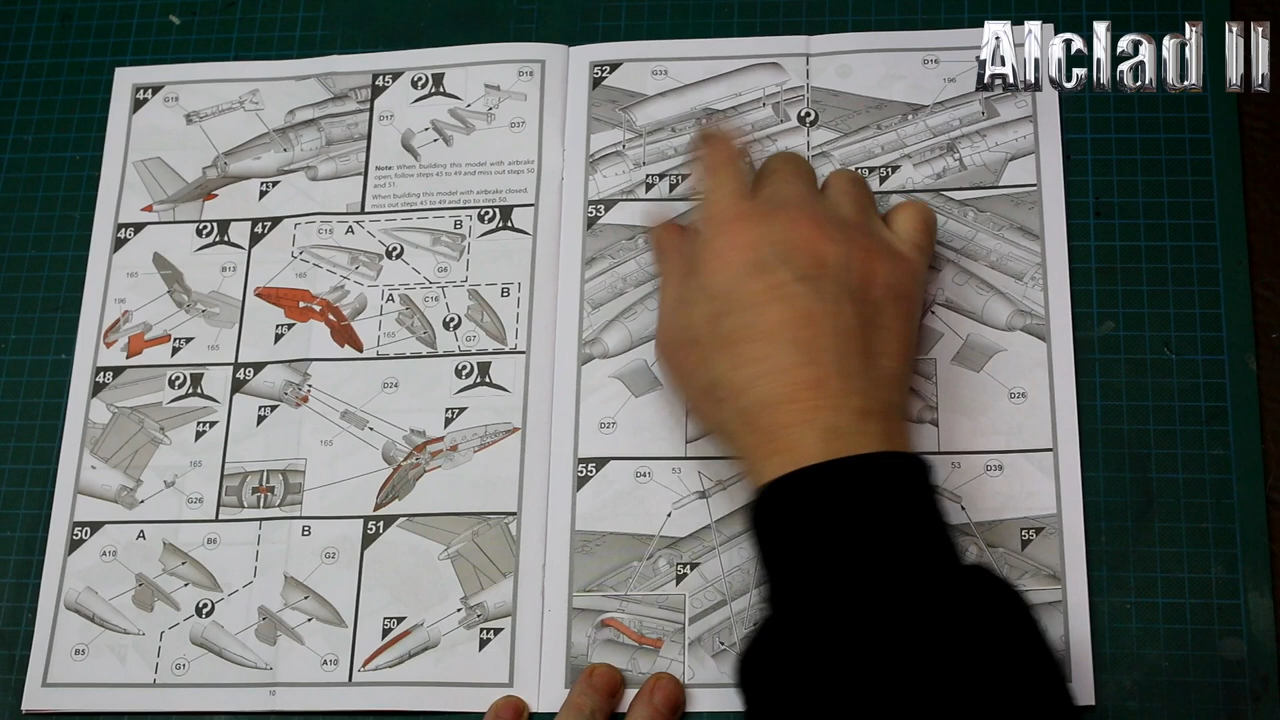 Alclad II
44
G19
43
45
?
D18
D17
D37
Note: When building this model with airbrake
open, follow steps 45 to 49 and miss out steps 50
and 51.
When building this model with airbrake closed,
miss out steps 45 to 49 and go to step 50.
46
?
B13
165
196
45
165
47
C15
A
B
?
?
G6
165
46
A
C16
B
?
165
G7
48
?
44
165
G26
49
?
D24
48
47
165
50
A
B
A10
B6
G2
?
B5
G1
A10
51
50
44
10
52
G33
D16
196
?
49
51
49
51
53
D27
D26
55
D41
53
53
D39
54
55